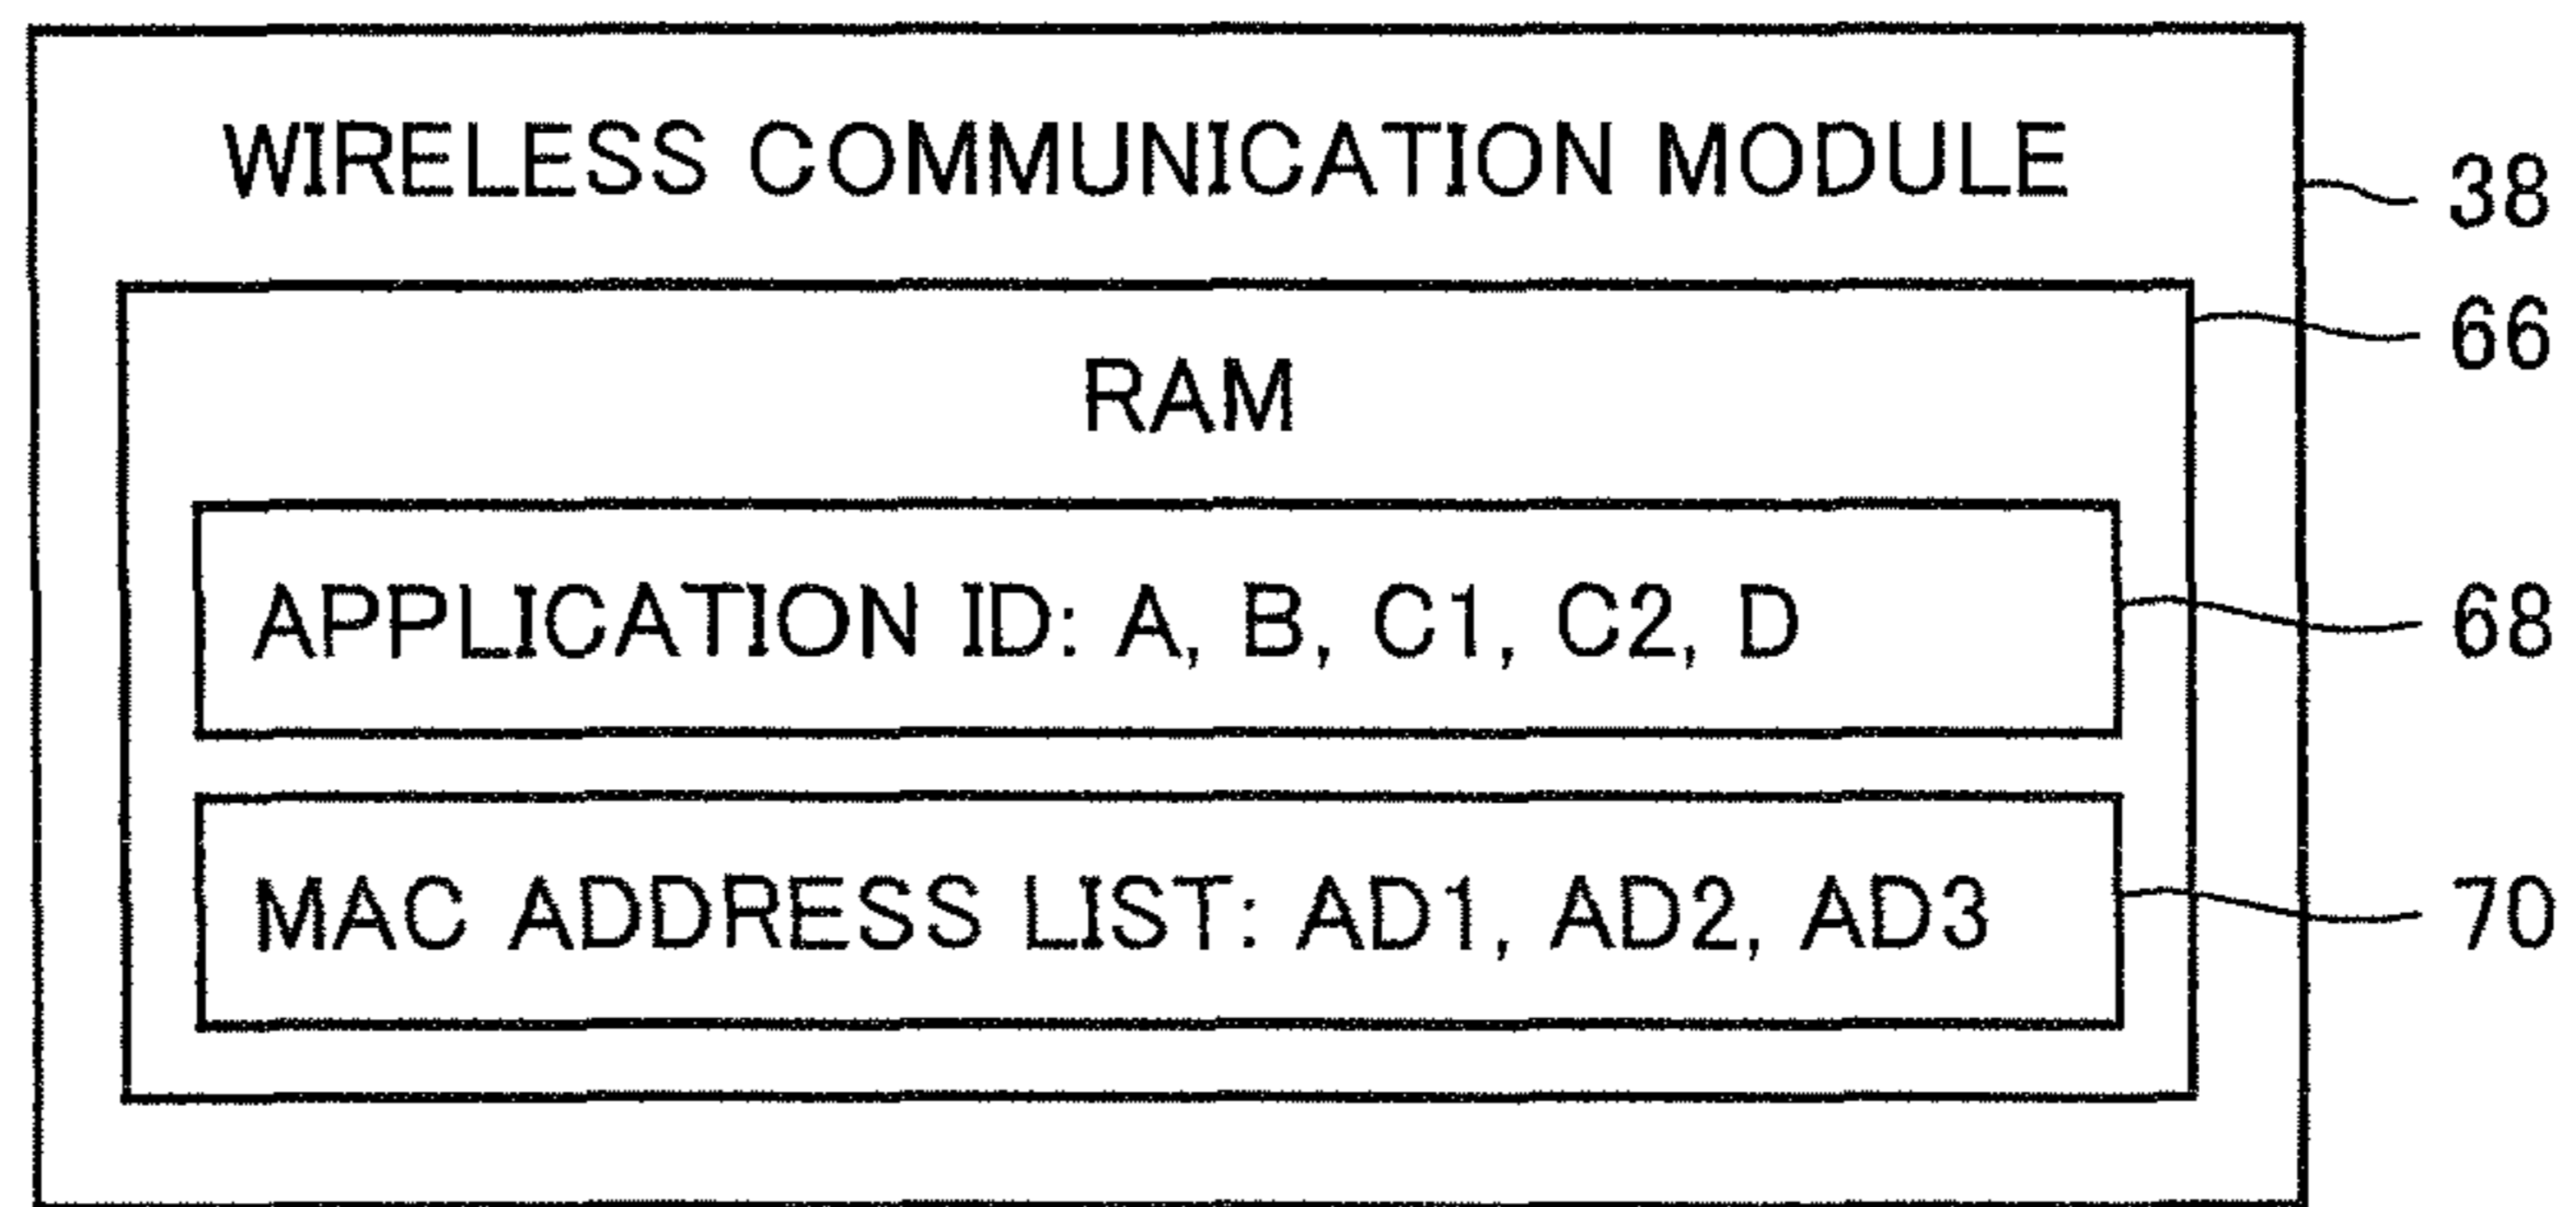 WIRELESS COMMUNICATION MODULE
38
66
RAM
APPLICATION ID: A, B, C1, C2, D
68
MAC ADDRESS LIST: AD1, AD2, AD3
70